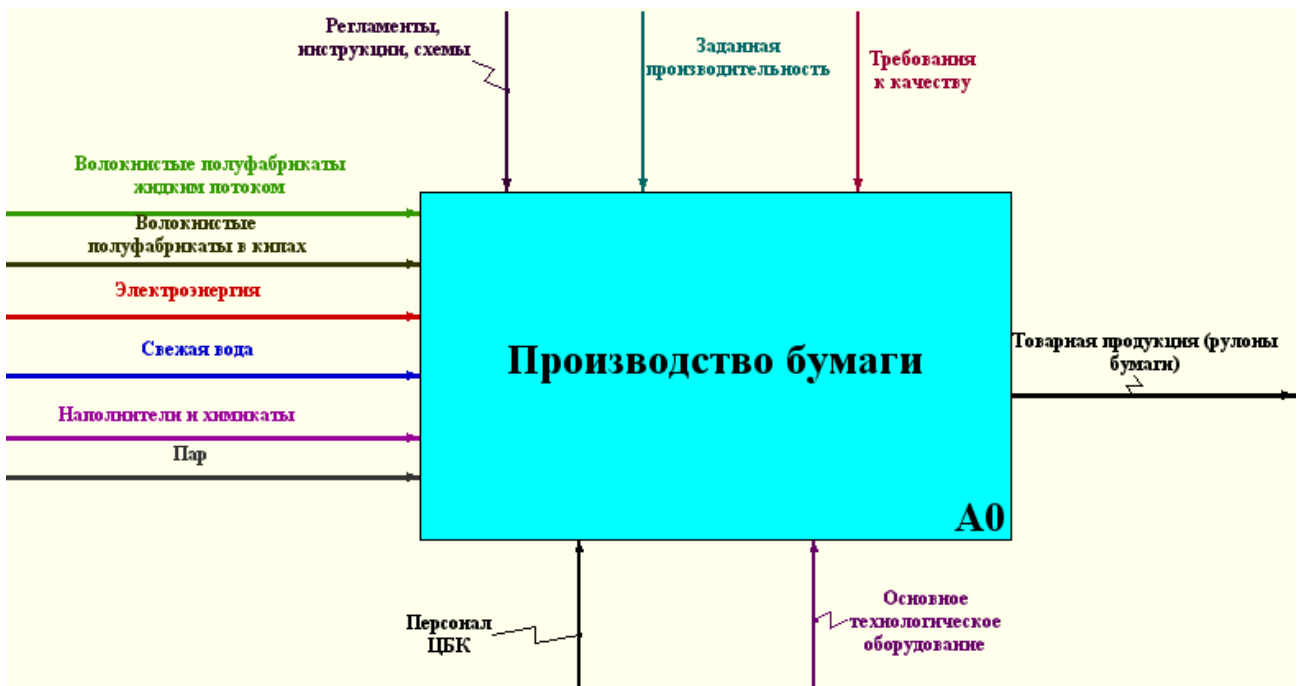 Регламенты,
инструкции, схемы
Заданная
производительность
Требования
к качеству
Волокнистые полуфабрикаты
жидким потоком
Волокнистые
полуфабрикаты в кипах
Электроэнергия
Свежая вода
Наполнители и химикаты
Пар
Производство бумаги
A0
Товарная продукция (рулоны
бумаги)
Персонал
ЦБК
Основное
технологическое
оборудование